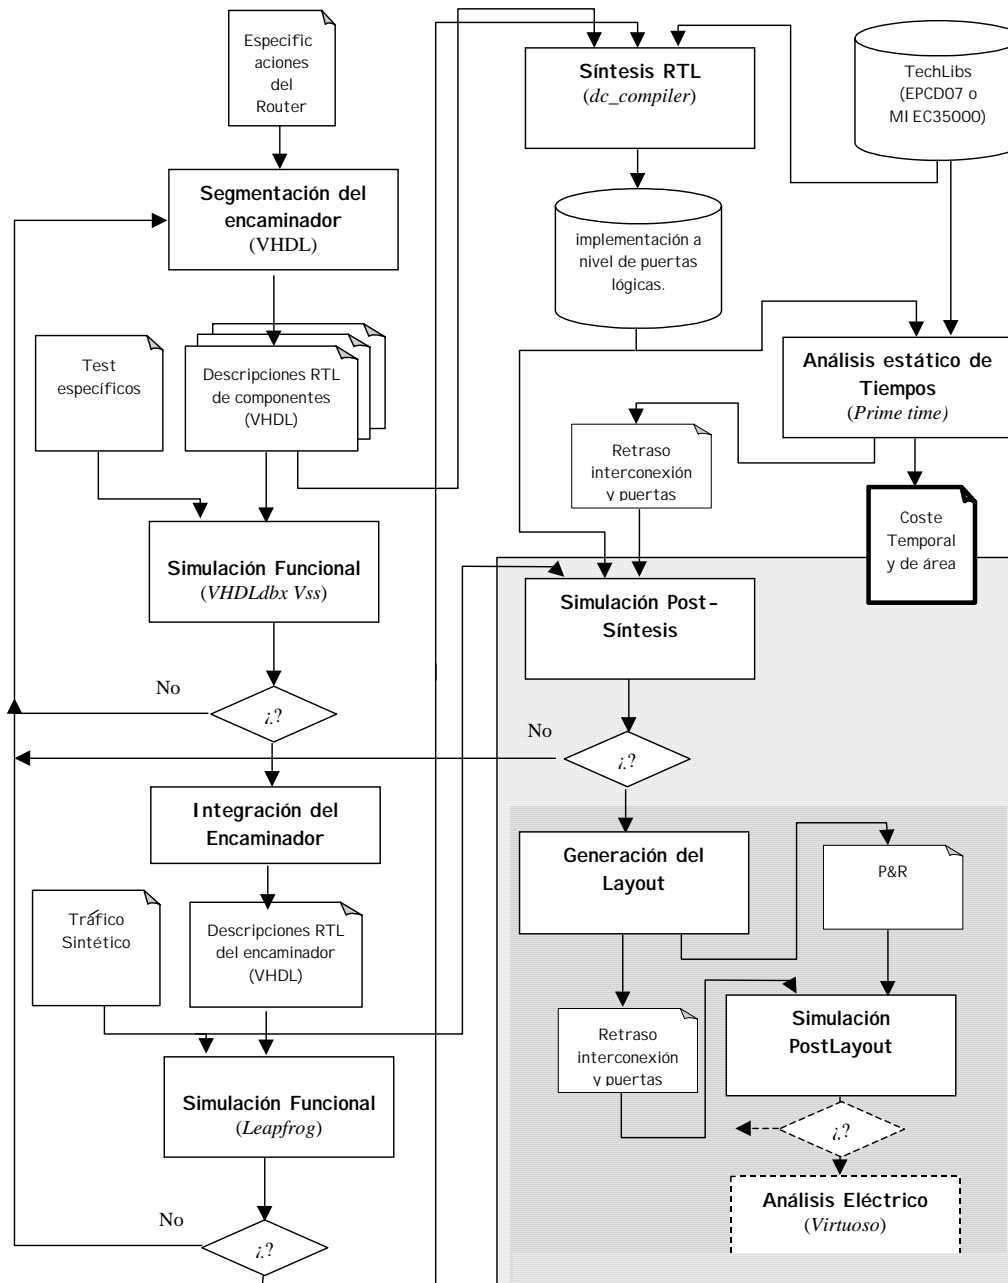 Especific
aciones
del
Router
Segmentación del
encaminador
(VHDL)
Test
específicos
Descripciones RTL
de componentes
(VHDL)
Simulación Funcional
(VHDLdbx Vss)
No
¿?
Integración del
Encaminador
Tráfico
Sintético
Descripciones RTL
del encaminador
(VHDL)
Simulación Funcional
(Leapfrog)
No
¿?
Síntesis RTL
(dc_compiler)
TechLibs
(EPCD07 o
MIEC35000)
implementación a
nivel de puertas
lógicas.
Análisis estático de
Tiempos
(Prime time)
Retraso
interconexión
y puertas
Coste
Temporal
y de área
Simulación Post-
Síntesis
No
¿?
Generación del
Layout
P&R
Retraso
interconexión
y puertas
Simulación
PostLayout
¿?
Análisis Eléctrico
(Virtuoso)